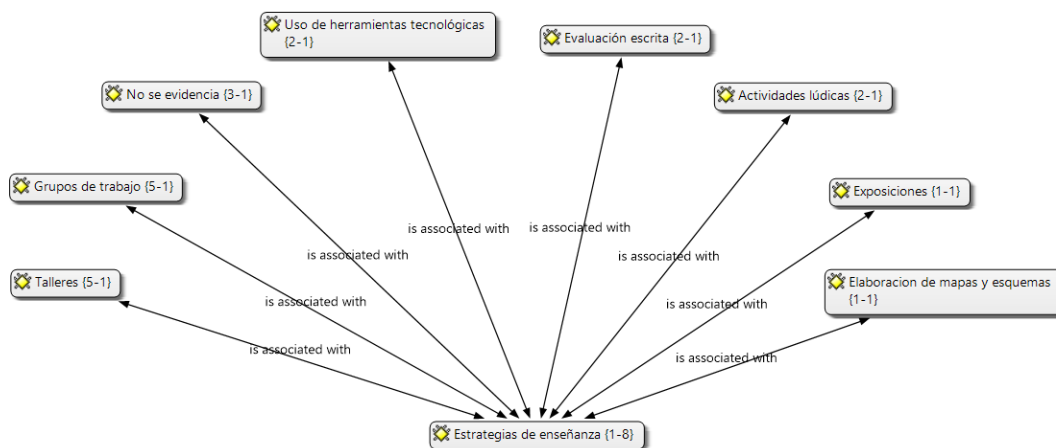 Uso de herramientas tecnológicas
{2-1}
Evaluación escrita {2-1}
No se evidencia {3-1}
Actividades lúdicas {2-1}
Grupos de trabajo {5-1}
Exposiciones {1-1}
Talleres {5-1}
Elaboracion de mapas y esquemas
{1-1}
is associated with
is associated with
is associated with
is associated with
is associated with
is associated with
is associated with
is associated with
Estrategias de enseñanza {1-8}